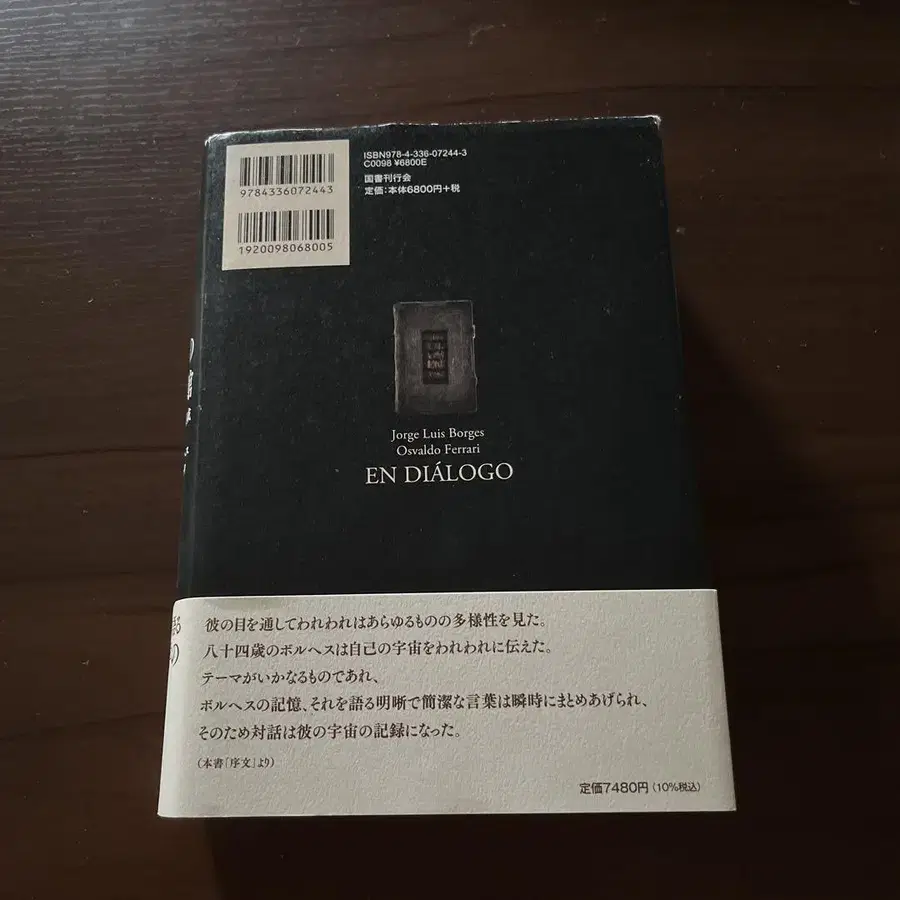 ISBN978-4-336-07244-3
C0098 ¥6800E
9784336072443
国書刊行会
定価:本体6800円+税
1920098068005
Jorge Luis Borges
Osvaldo Ferrari
EN DIÁLOGO
彼の目を通してわれわれはあらゆるものの多様性を見た。
八十四歳のボルヘスは自己の宇宙をわれわれに伝えた。
テーマがいかなるものであれ、
ボルヘスの記憶、それを語る明晰で簡潔な言葉は瞬時にまとめあげられ、
そのため対話は彼の宇宙の記録になった。
(本書「序文」より)
定価7480円(10%税込)